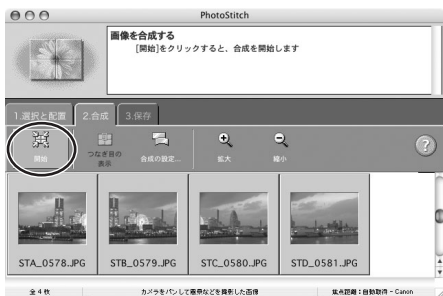 PhotoStitch
画像を合成する
[開始]をクリックすると、合成を開始します
1.選択と配置 2.合成 3.保存
開始 つなぎ目の表示 合成の設定... 拡大 縮小 ?
STA_0578.JPG STB_0579.JPG STC_0580.JPG STD_0581.JPG
全4枚 カメラをパンして風景などを撮影した画像 焦点距離：自動取得 - Canon